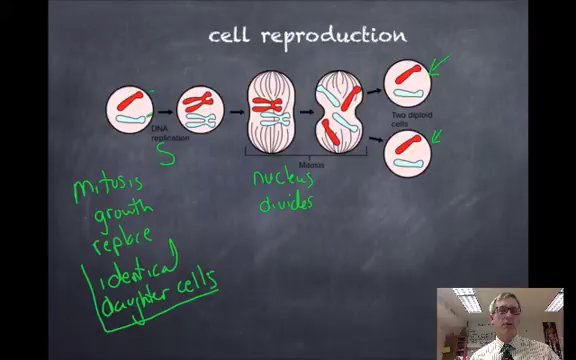 cell reproduction
DNA
replication
S
Two diploid
cells
Mitosis
nucleus
divides
mitosis
growth
replace
identical
daughter cells